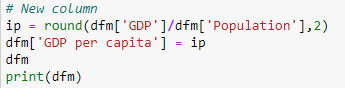 # New column
ip = round(dfm['GDP']/dfm['Population'],2)
dfm['GDP per capita'] = ip
dfm
print(dfm)